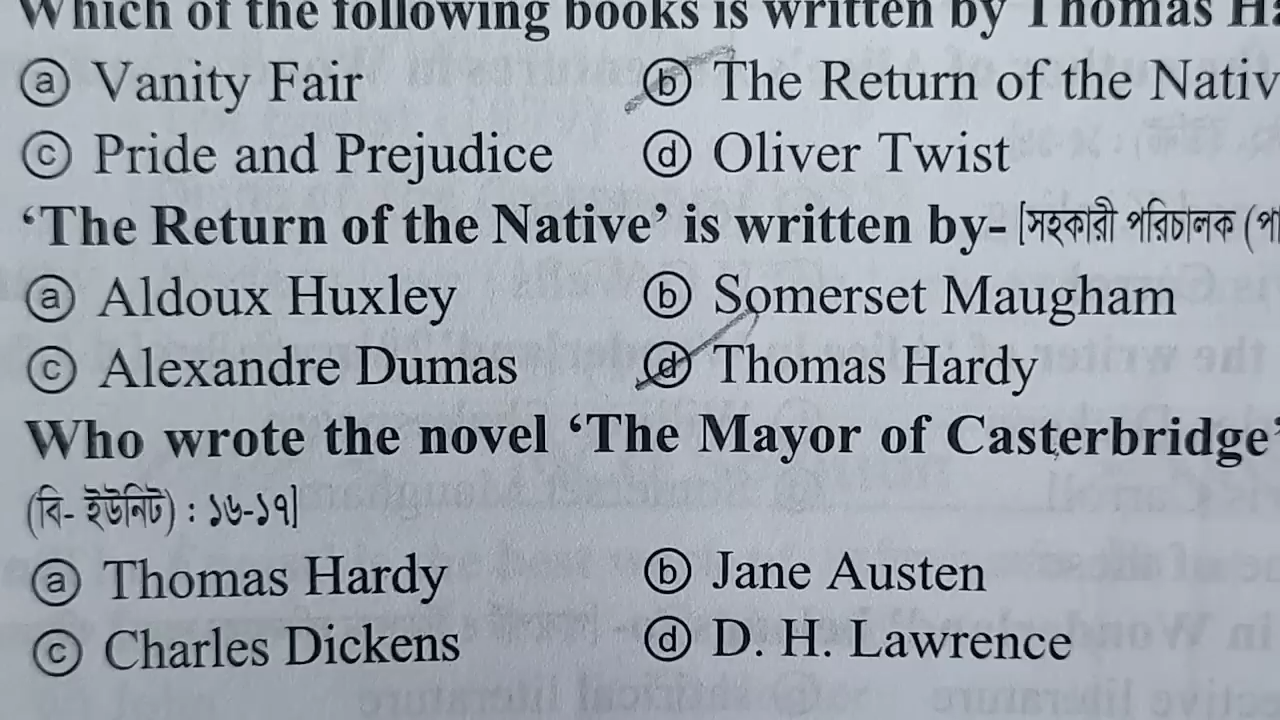 Which of the following books is written by Thomas
ⓐ Vanity Fair ⓑ The Return of the Nativ
ⓒ Pride and Prejudice ⓓ Oliver Twist
‘The Return of the Native’ is written by- [সহকারী পরিচালক (পা
ⓐ Aldoux Huxley ⓑ Somerset Maugham
ⓒ Alexandre Dumas ⓓ Thomas Hardy
Who wrote the novel ‘The Mayor of Casterbridge’
(বি- ইউনিট) : ১৬-১৭]
ⓐ Thomas Hardy ⓑ Jane Austen
ⓒ Charles Dickens ⓓ D. H. Lawrence